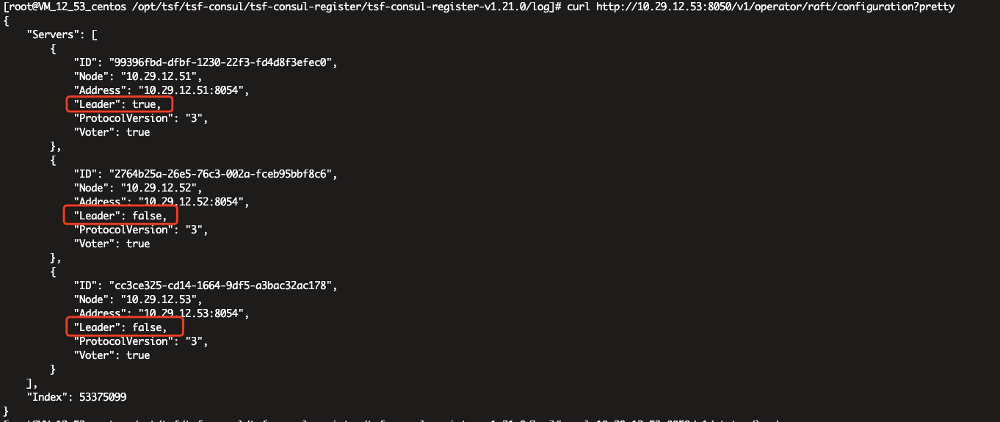 [root@VM_12_53_centos /opt/tsf/tsf-consul/tsf-consul-register/tsf-consul-register-v1.21.0/log]# curl http://10.29.12.53:8050/v1/operator/raft/configuration?pretty
{
    "Servers": [
        {
            "ID": "99396fbd-dfbf-1230-22f3-fd4d8f3efec0",
            "Node": "10.29.12.51",
            "Address": "10.29.12.51:8054",
            "Leader": true,
            "ProtocolVersion": "3",
            "Voter": true
        },
        {
            "ID": "2764b25a-26e5-76c3-002a-fceb95bbf8c6",
            "Node": "10.29.12.52",
            "Address": "10.29.12.52:8054",
            "Leader": false,
            "ProtocolVersion": "3",
            "Voter": true
        },
        {
            "ID": "cc3ce325-cd14-1664-9df5-a3bac32ac178",
            "Node": "10.29.12.53",
            "Address": "10.29.12.53:8054",
            "Leader": false,
            "ProtocolVersion": "3",
            "Voter": true
        }
    ],
    "Index": 53375099
}